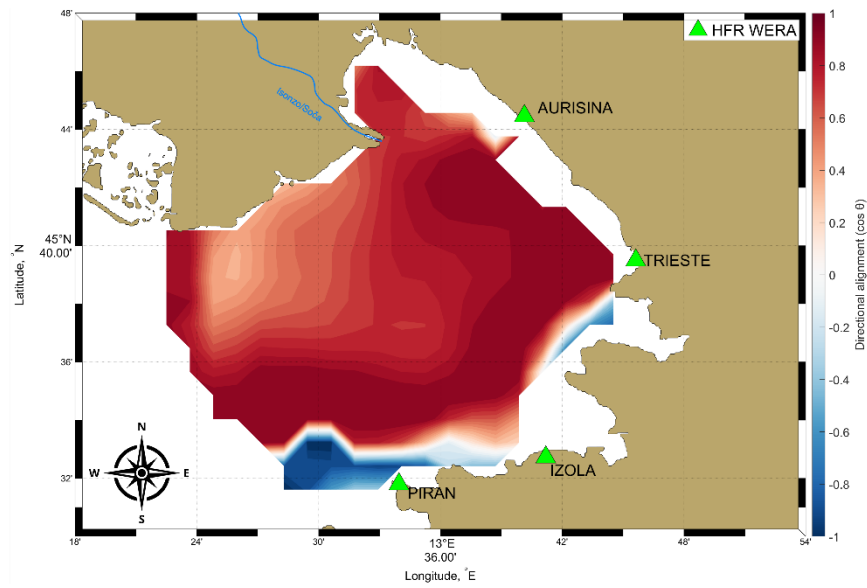 48'
44'
45°N
40.00'
36'
32'
Latitude, °N
HFR WERA
AURISINA
Isonzo/Soča
TRIESTE
IZOLA
PIRAN
N
W
E
S
18'
24'
30'
13°E
36.00'
42'
48'
54'
Longitude, °E
1
0.8
0.6
0.4
0.2
0
-0.2
-0.4
-0.6
-0.8
-1
Directional alignment (cos θ)